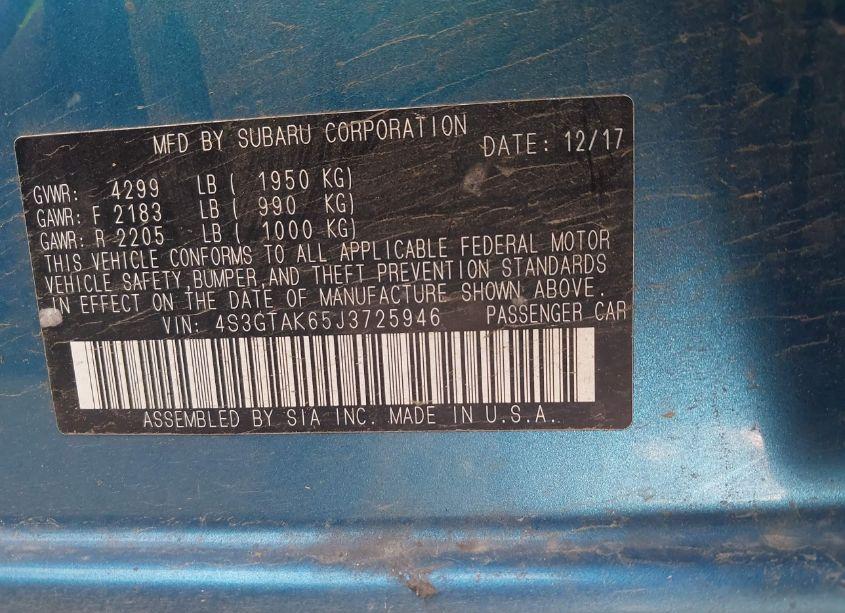 MFD BY SUBARU CORPORATION DATE: 12/17
GVWR: 4299 LB ( 1950 KG)
GAWR: F 2183 LB ( 990 KG)
GAWR: R 2205 LB ( 1000 KG)
THIS VEHICLE CONFORMS TO ALL APPLICABLE FEDERAL MOTOR
VEHICLE SAFETY,BUMPER,AND THEFT PREVENTION STANDARDS
IN EFFECT ON THE DATE OF MANUFACTURE SHOWN ABOVE.
VIN: 4S3GTAK65J3725946 PASSENGER CAR
ASSEMBLED BY SIA INC. MADE IN U.S.A.